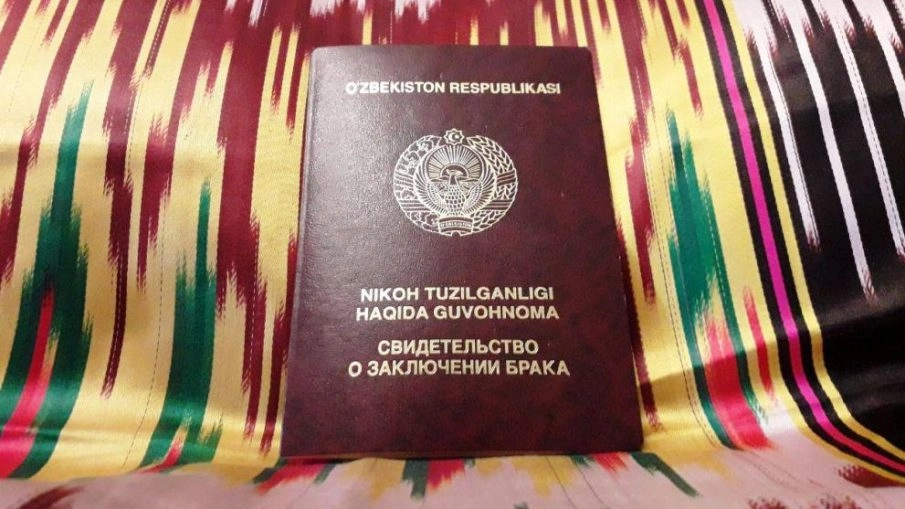 O'ZBEKISTON RESPUBLIKASI
NIKOH TUZILGANLIGI
HAQIDA GUVOHNOMA
СВИДЕТЕЛЬСТВО
О ЗАКЛЮЧЕНИИ БРАКА